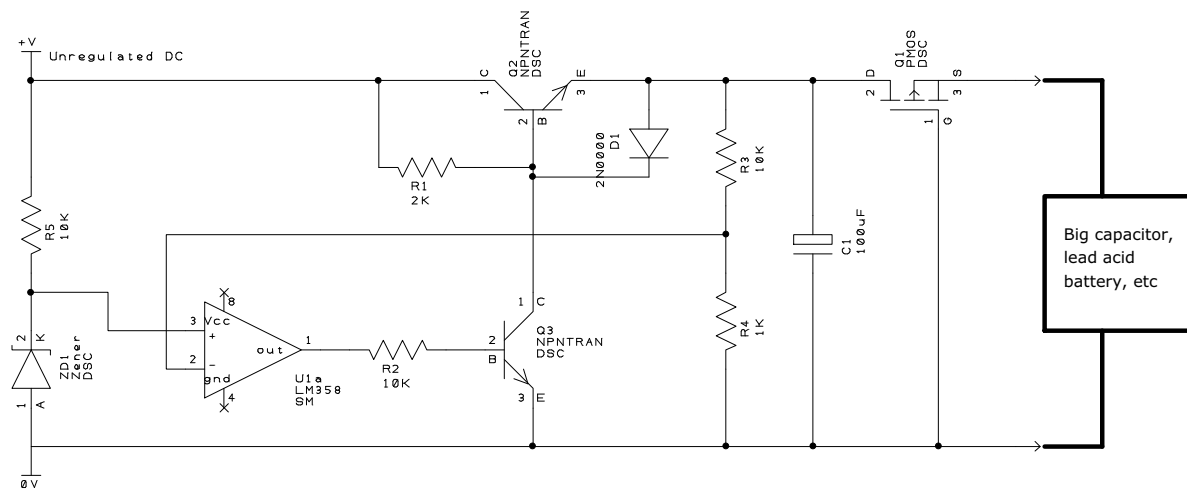 +V
Unregulated DC
C
1
Q2
NPNTRAN
DSC
E
3
2
B
D
2
Q1
PMOS
DSC
S
3
1
G
R1
2K
2N0000
D1
R3
10K
R5
10K
C1
100uF
Big capacitor,
lead acid
battery, etc
8
3
Vcc
+
2
-
gnd
4
out
1
U1a
LM358
SM
R2
10K
1
C
2
B
Q3
NPNTRAN
DSC
3
E
R4
1K
2
K
ZD1
Zener
DSC
1
A
0V